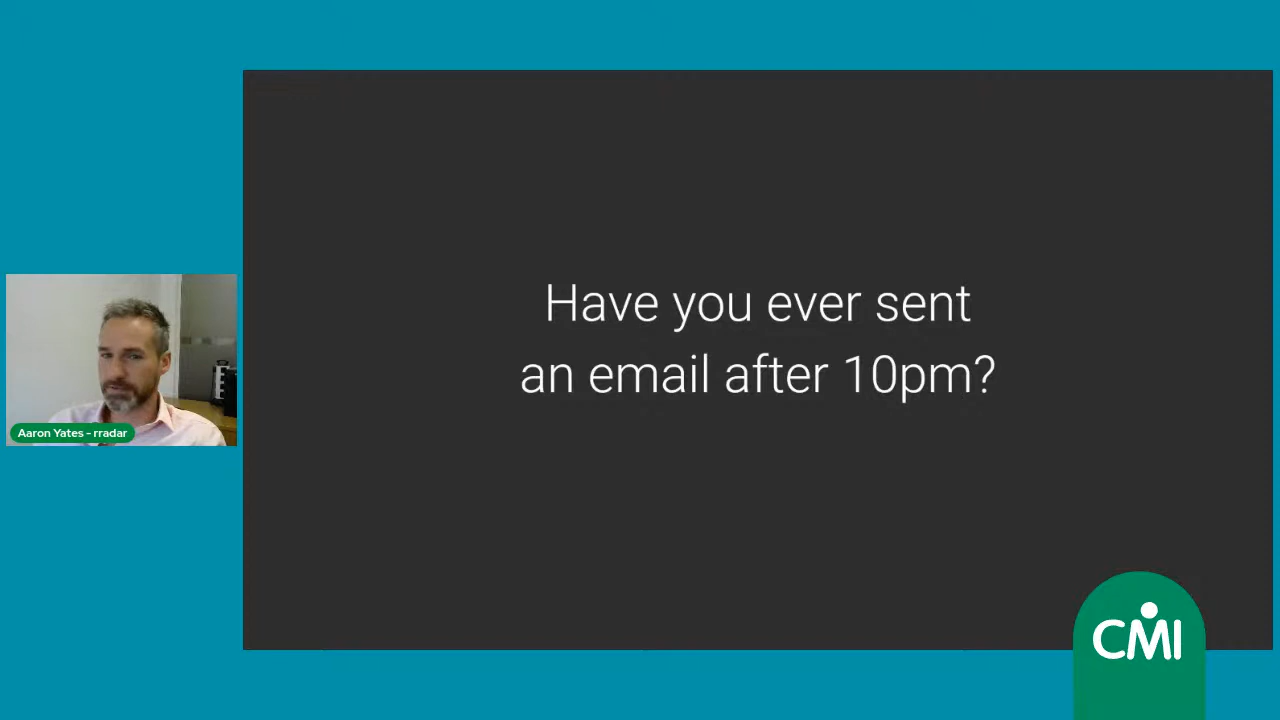 Have you ever sent
an email after 10pm?
Aaron Yates - rradar
CMI